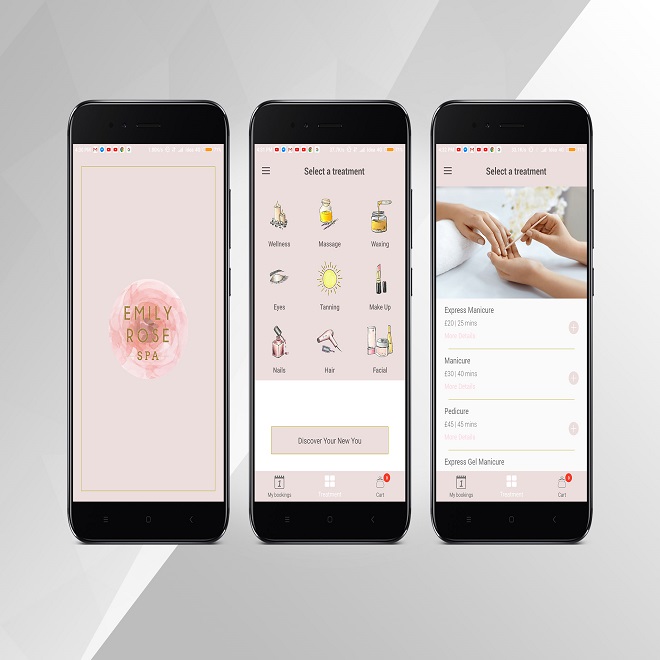 EMILY
ROSE
SPA
Select a treatment
Wellness
Massage
Waxing
Eyes
Tanning
Make Up
Nails
Hair
Facial
Discover Your New You
My bookings
Treatment
Cart
Select a treatment
Express Manicure
£20 | 25 mins
More Details
Manicure
£30 | 40 mins
More Details
Pedicure
£45 | 45 mins
More Details
Express Gel Manicure
My bookings
Treatment
Cart